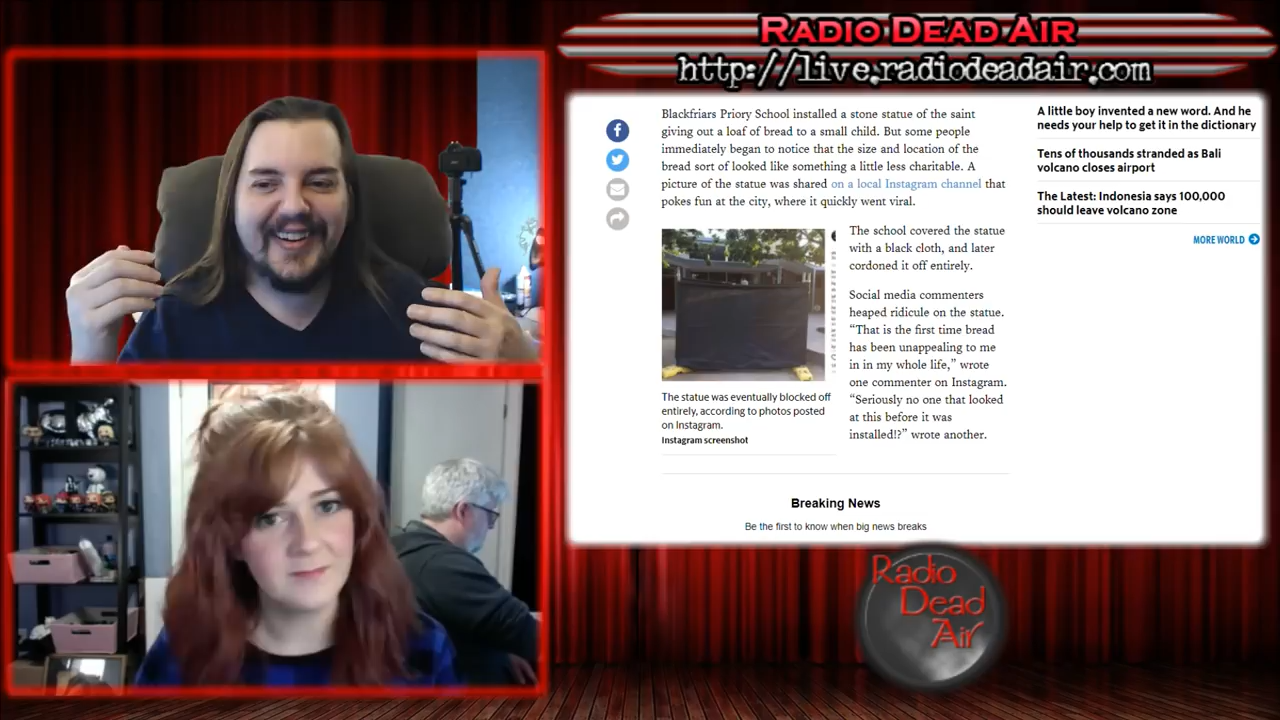 Radio Dead Air
http://live.radiodeadair.com
Blackfriars Priory School installed a stone statue of the saint
giving out a loaf of bread to a small child. But some people
immediately began to notice that the size and location of the
bread sort of looked like something a little less charitable. A
picture of the statue was shared on a local Instagram channel that
pokes fun at the city, where it quickly went viral.
The school covered the statue
with a black cloth, and later
cordoned it off entirely.
Social media commenters
heaped ridicule on the statue.
“That is the first time bread
has been unappealing to me
in in my whole life,” wrote
one commenter on Instagram.
“Seriously no one that looked
at this before it was
installed!?” wrote another.
The statue was eventually blocked off
entirely, according to photos posted
on Instagram.
Instagram screenshot
Breaking News
Be the first to know when big news breaks
A little boy invented a new word. And he
needs your help to get it in the dictionary
Tens of thousands stranded as Bali
volcano closes airport
The Latest: Indonesia says 100,000
should leave volcano zone
MORE WORLD
Radio
Dead
Air